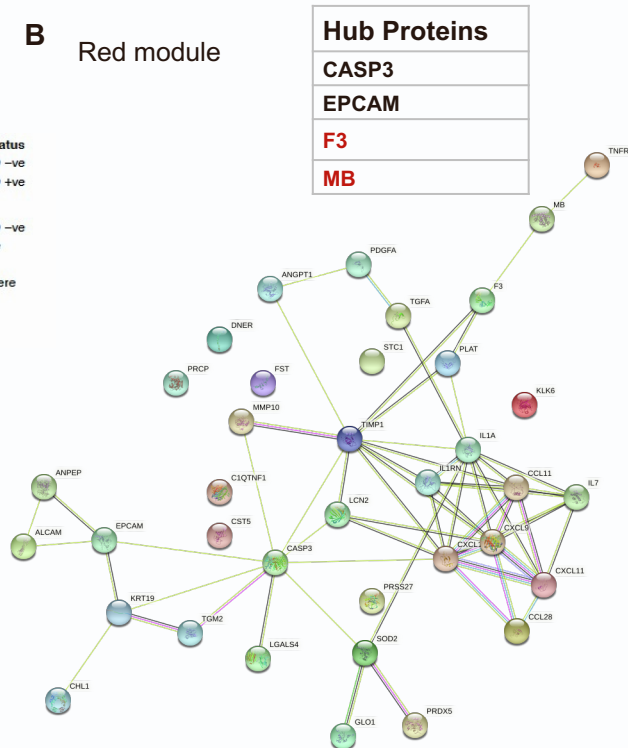 B
Red module
Hub Proteins
CASP3
EPCAM
F3
MB
atus
–ve
+ve
–ve
ere
TNFR
MB
PDGFA
ANGPT1
F3
TGFA
DNER
STC1
PLAT
PRCP
FST
KLK6
MMP10
TIMP1
IL1A
IL1RN
CCL11
IL7
ANPEP
C1QTNF1
LCN2
CST5
CXCL9
ALCAM
EPCAM
CASP3
CXCL
CXCL11
KRT19
PRSS27
TGM2
CCL28
LGALS4
SOD2
CHL1
PRDX5
GLO1